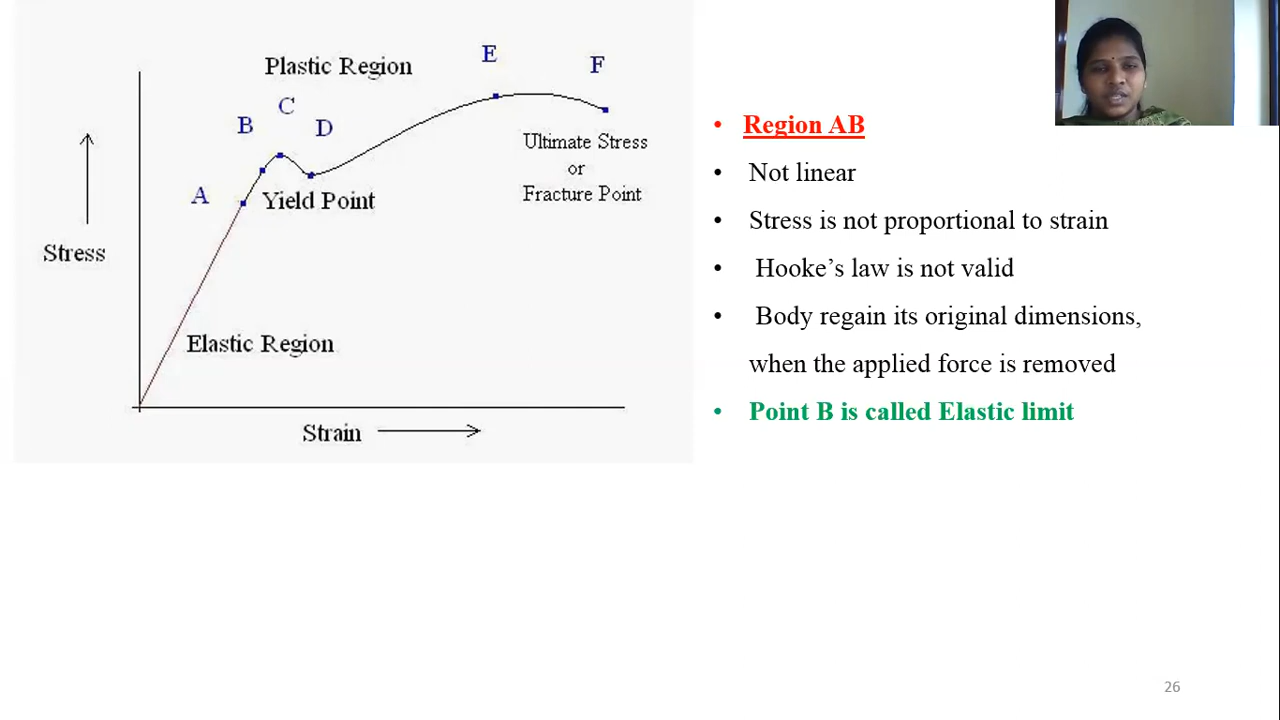 Plastic Region
E
F
C
B
D
A
Yield Point
Ultimate Stress
or
Fracture Point
Stress
Elastic Region
Strain
• Region AB
• Not linear
• Stress is not proportional to strain
• Hooke’s law is not valid
• Body regain its original dimensions,
when the applied force is removed
• Point B is called Elastic limit
26